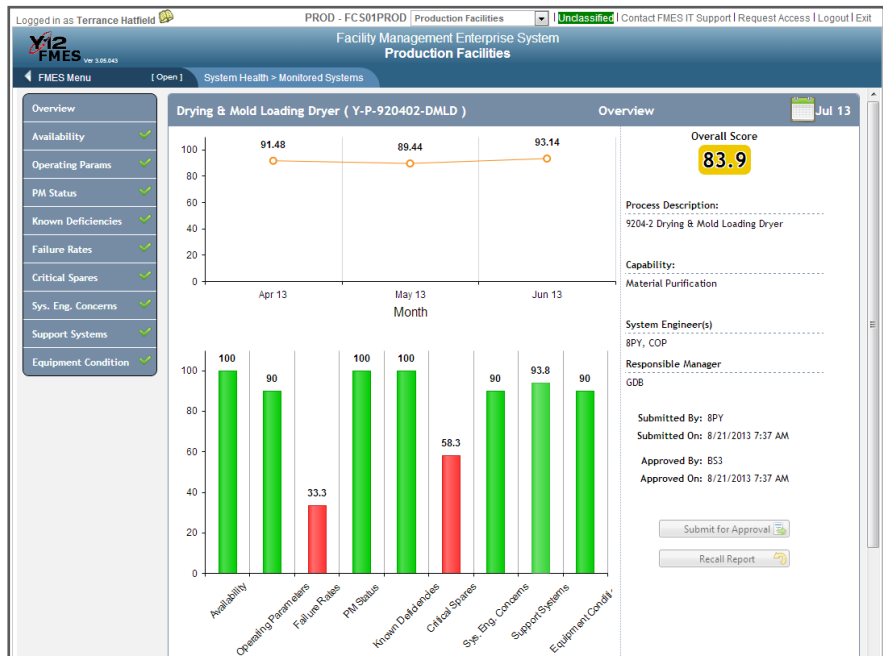 Logged in as Terrance Hatfield PROD - FCS01PROD Production Facilities | Unclassified | Contact FMES IT Support | Request Access | Logout | Exit
Y12
FMES Ver 3.05.043
Facility Management Enterprise System
Production Facilities
FMES Menu [ Open ] System Health > Monitored Systems
Overview
Availability
Operating Params
PM Status
Known Deficiencies
Failure Rates
Critical Spares
Sys. Eng. Concerns
Support Systems
Equipment Condition
Drying & Mold Loading Dryer ( Y-P-920402-DMLD ) Overview Jul 13
100
80
60
40
20
0
91.48 89.44 93.14
Apr 13 May 13 Jun 13
Month
100
80
60
40
20
0
100 90 33.3 100 100 58.3 90 93.8 90
Availability
Operating Parameters
Failure Rates
PM Status
Known Deficiencies
Critical Spares
Sys. Eng. Concerns
Support Systems
Equipment Conditi
Overall Score
83.9
Process Description:
9204-2 Drying & Mold Loading Dryer
Capability:
Material Purification
System Engineer(s)
8PY, COP
Responsible Manager
GDB
Submitted By: 8PY
Submitted On: 8/21/2013 7:37 AM
Approved By: BS3
Approved On: 8/21/2013 7:37 AM
Submit for Approval
Recall Report